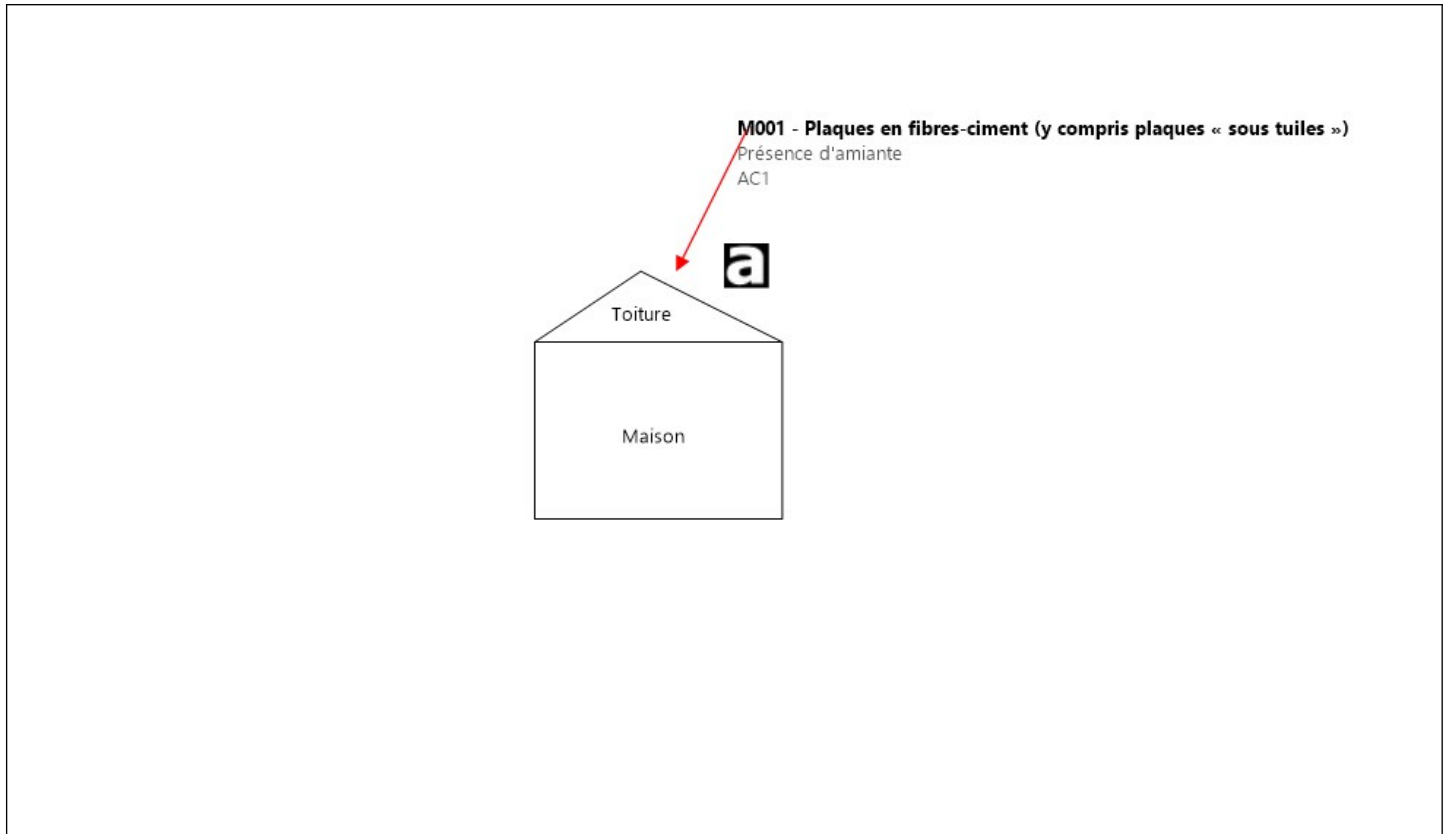 M001 - Plaques en fibres-ciment (y compris plaques « sous tuiles »)
Présence d'amiante
AC1
a
Toiture
Maison